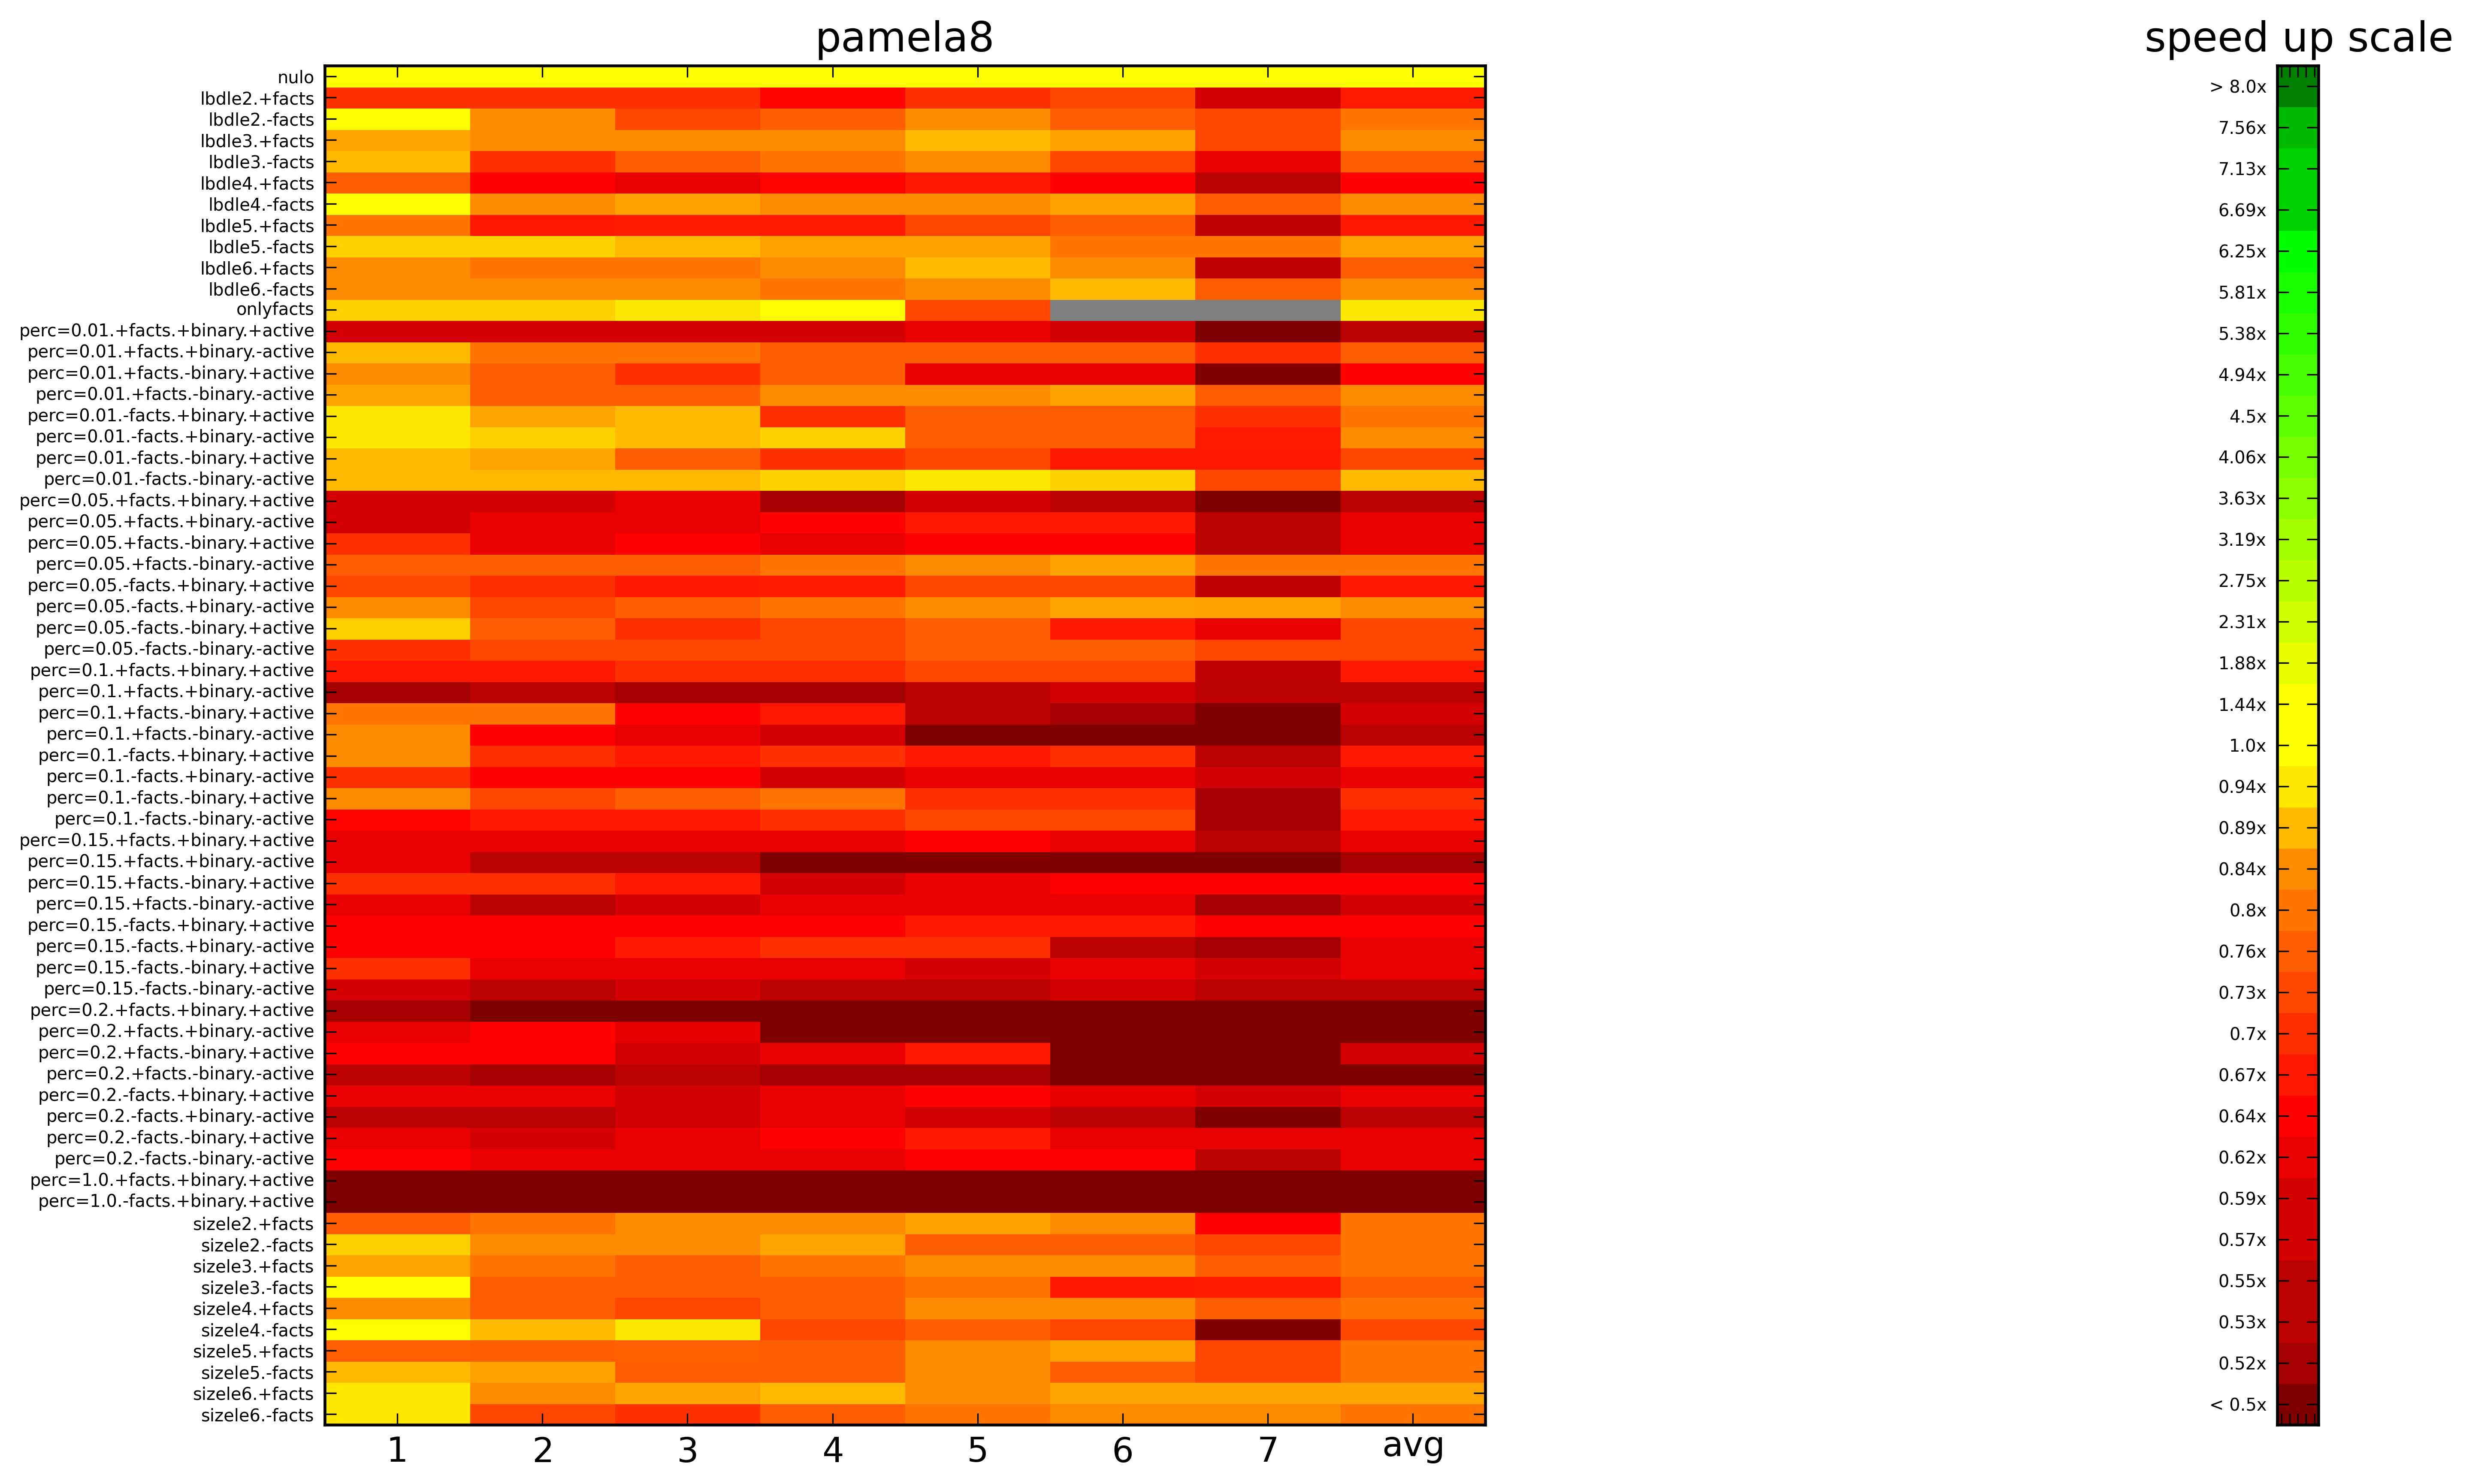 pamela8
speed up scale
nulo
lbdle2.+facts
lbdle2.-facts
lbdle3.+facts
lbdle3.-facts
lbdle4.+facts
lbdle4.-facts
lbdle5.+facts
lbdle5.-facts
lbdle6.+facts
lbdle6.-facts
onlyfacts
perc=0.01.+facts.+binary.+active
perc=0.01.+facts.+binary.-active
perc=0.01.+facts.-binary.+active
perc=0.01.+facts.-binary.-active
perc=0.01.-facts.+binary.+active
perc=0.01.-facts.+binary.-active
perc=0.01.-facts.-binary.+active
perc=0.01.-facts.-binary.-active
perc=0.05.+facts.+binary.+active
perc=0.05.+facts.+binary.-active
perc=0.05.+facts.-binary.+active
perc=0.05.+facts.-binary.-active
perc=0.05.-facts.+binary.+active
perc=0.05.-facts.+binary.-active
perc=0.05.-facts.-binary.+active
perc=0.05.-facts.-binary.-active
perc=0.1.+facts.+binary.+active
perc=0.1.+facts.+binary.-active
perc=0.1.+facts.-binary.+active
perc=0.1.+facts.-binary.-active
perc=0.1.-facts.+binary.+active
perc=0.1.-facts.+binary.-active
perc=0.1.-facts.-binary.+active
perc=0.1.-facts.-binary.-active
perc=0.15.+facts.+binary.+active
perc=0.15.+facts.+binary.-active
perc=0.15.+facts.-binary.+active
perc=0.15.+facts.-binary.-active
perc=0.15.-facts.+binary.+active
perc=0.15.-facts.+binary.-active
perc=0.15.-facts.-binary.+active
perc=0.15.-facts.-binary.-active
perc=0.2.+facts.+binary.+active
perc=0.2.+facts.+binary.-active
perc=0.2.+facts.-binary.+active
perc=0.2.+facts.-binary.-active
perc=0.2.-facts.+binary.+active
perc=0.2.-facts.+binary.-active
perc=0.2.-facts.-binary.+active
perc=0.2.-facts.-binary.-active
perc=1.0.+facts.+binary.+active
perc=1.0.-facts.+binary.+active
sizele2.+facts
sizele2.-facts
sizele3.+facts
sizele3.-facts
sizele4.+facts
sizele4.-facts
sizele5.+facts
sizele5.-facts
sizele6.+facts
sizele6.-facts
1 2 3 4 5 6 7 avg
> 8.0x
7.56x
7.13x
6.69x
6.25x
5.81x
5.38x
4.94x
4.5x
4.06x
3.63x
3.19x
2.75x
2.31x
1.88x
1.44x
1.0x
0.94x
0.89x
0.84x
0.8x
0.76x
0.73x
0.7x
0.67x
0.64x
0.62x
0.59x
0.57x
0.55x
0.53x
0.52x
< 0.5x